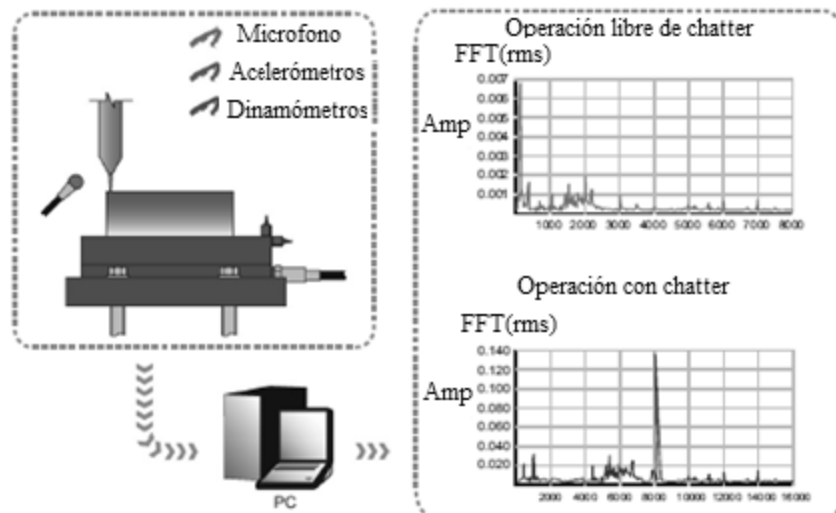 Microfono
Acelerómetros
Dinamómetros
PC
Operación libre de chatter
FFT(rms)
Amp
0.007
0.006
0.005
0.004
0.003
0.002
0.001
1000 2000 3000 4000 5000 6000 7000 8000
Operación con chatter
FFT(rms)
Amp
0.140
0.120
0.100
0.080
0.060
0.040
0.020
2000 4000 6000 8000 10000 12000 14000 16000